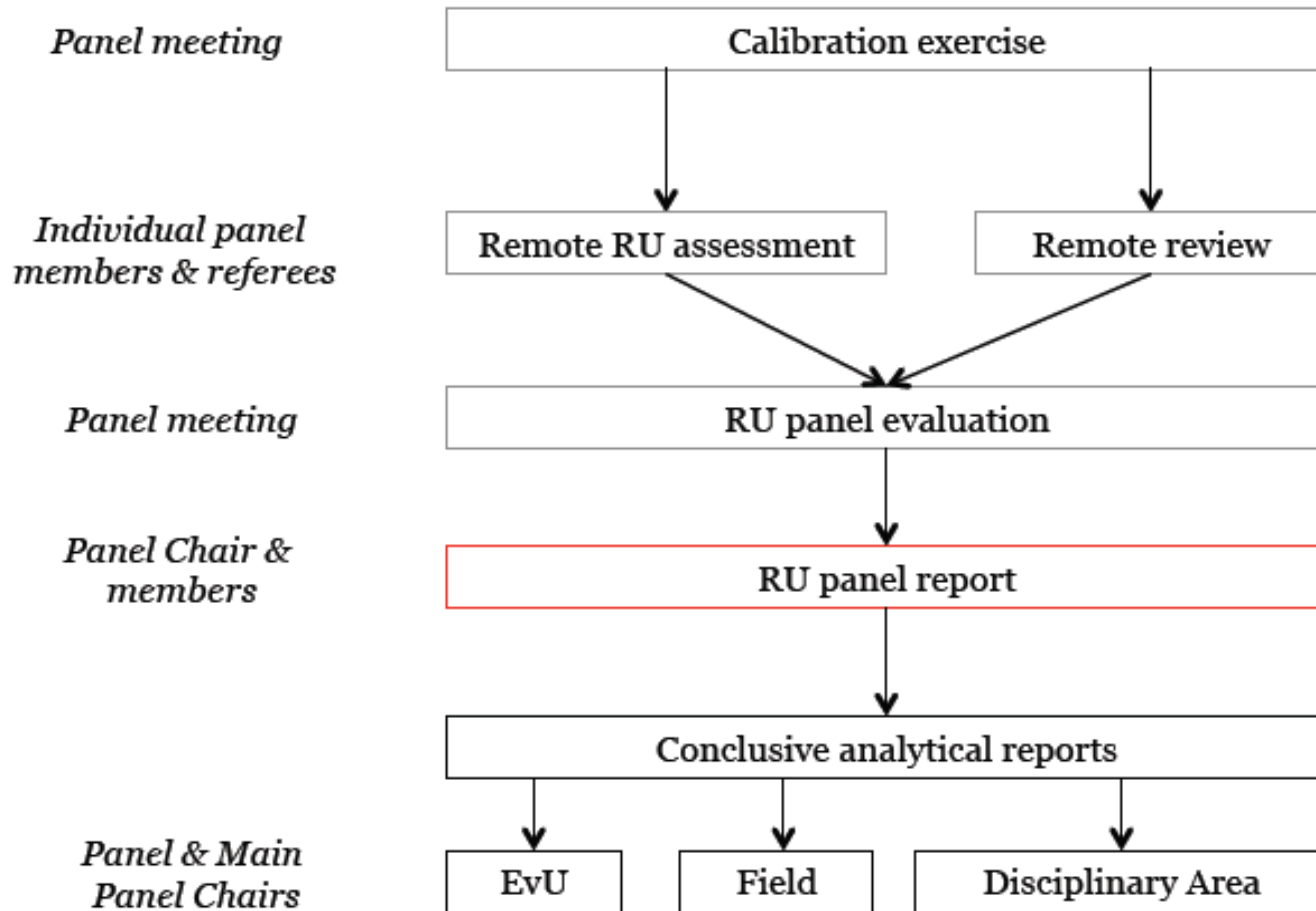 Panel meeting
Calibration exercise
Individual panel
members & referees
Remote RU assessment
Remote review
Panel meeting
RU panel evaluation
Panel Chair &
members
RU panel report
Conclusive analytical reports
Panel & Main
Panel Chairs
EvU
Field
Disciplinary Area